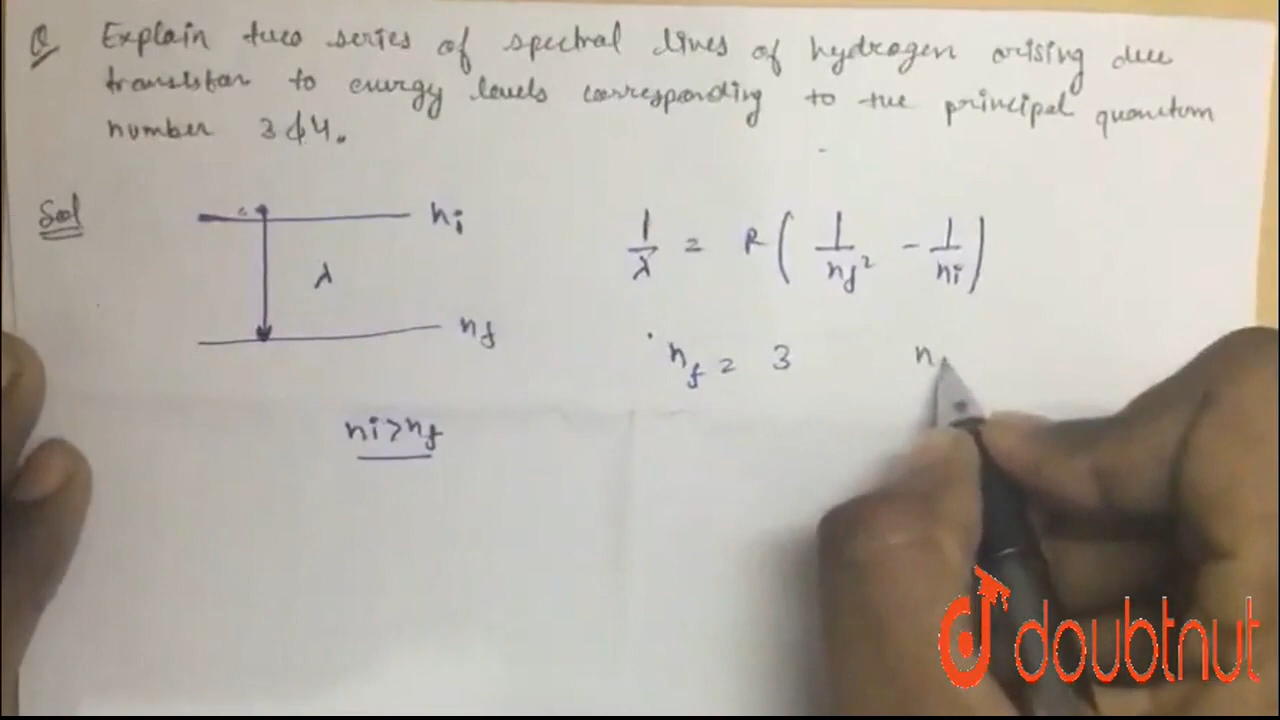 Q Explain two series of spectral lines of hydrogen arising due
transistion to energy levels corresponding to the principal quantum
number 3 & 4.
Sol
ni
λ
nf
ni>nf
1/λ = R( 1/nf² - 1/ni )
nf = 3 n
doubtnut